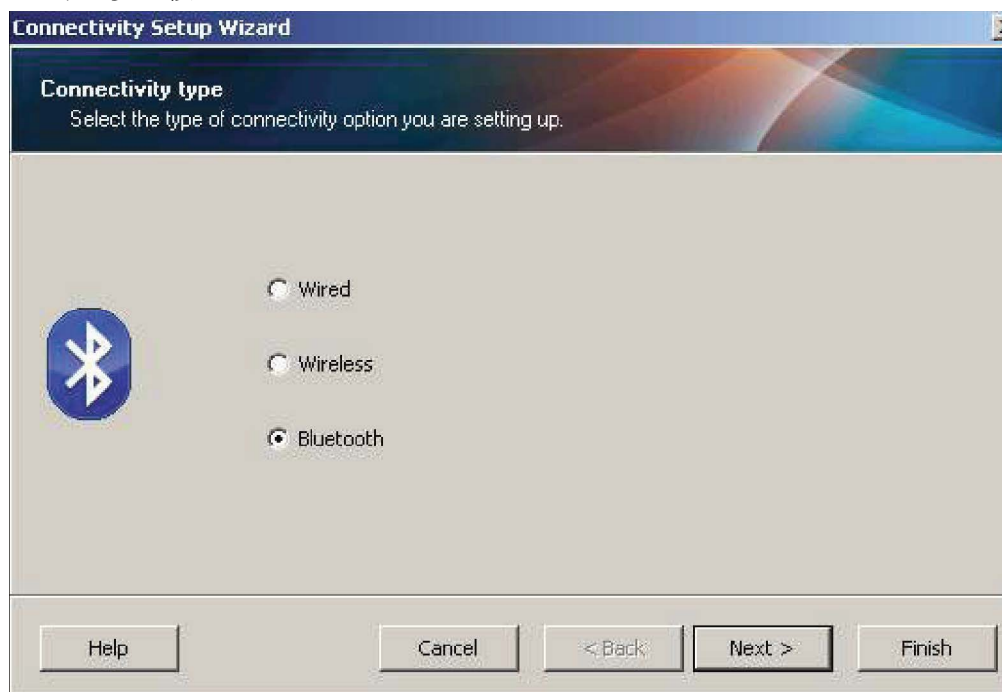 Connectivity Setup Wizard
Connectivity type
Select the type of connectivity option you are setting up.
Wired
Wireless
Bluetooth
Help Cancel < Back Next > Finish